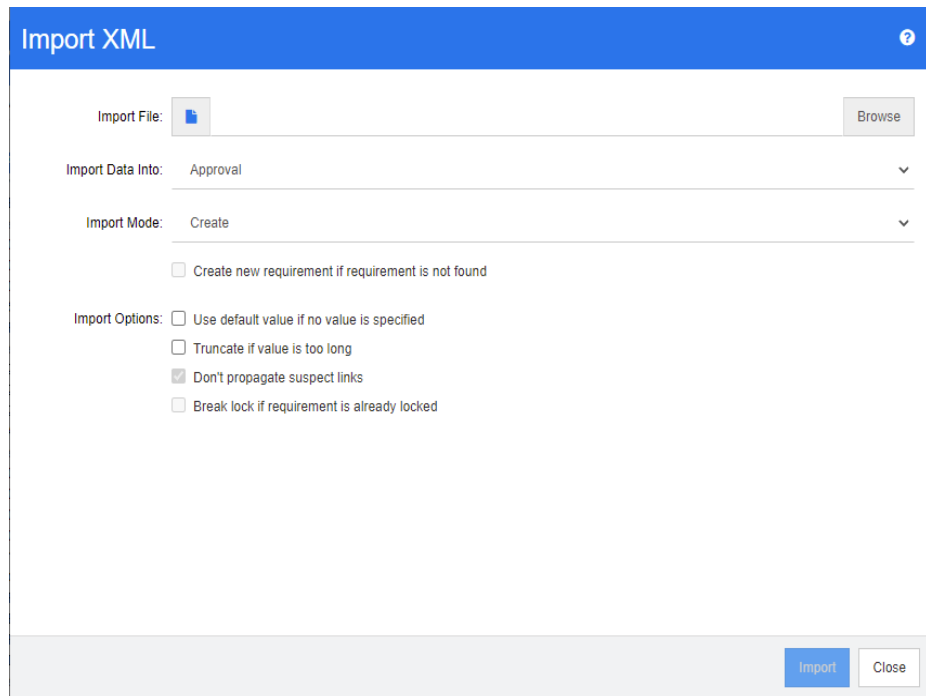 Import XML
Import File: Browse
Import Data Into: Approval
Import Mode: Create
Create new requirement if requirement is not found
Import Options: Use default value if no value is specified
Truncate if value is too long
Don't propagate suspect links
Break lock if requirement is already locked
Import Close